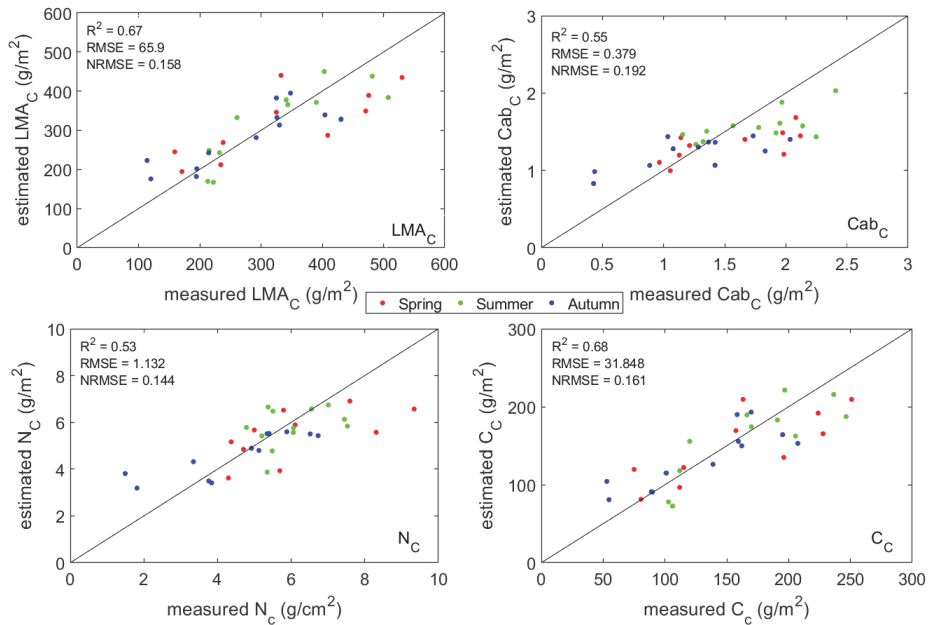 R² = 0.67
RMSE = 65.9
NRMSE = 0.158
600
500
400
300
200
100
0
estimated LMA_C (g/m²)
LMA_C
0 100 200 300 400 500 600
measured LMA_C (g/m²)
R² = 0.55
RMSE = 0.379
NRMSE = 0.192
3
2
1
0
estimated Cab_C (g/m²)
Cab_C
0 0.5 1 1.5 2 2.5 3
measured Cab_C (g/m²)
Spring Summer Autumn
R² = 0.53
RMSE = 1.132
NRMSE = 0.144
10
8
6
4
2
0
estimated N_C (g/m²)
N_C
0 2 4 6 8 10
measured N_c (g/cm²)
R² = 0.68
RMSE = 31.848
NRMSE = 0.161
300
200
100
0
estimated C_C (g/m²)
C_C
0 50 100 150 200 250 300
measured C_c (g/m²)